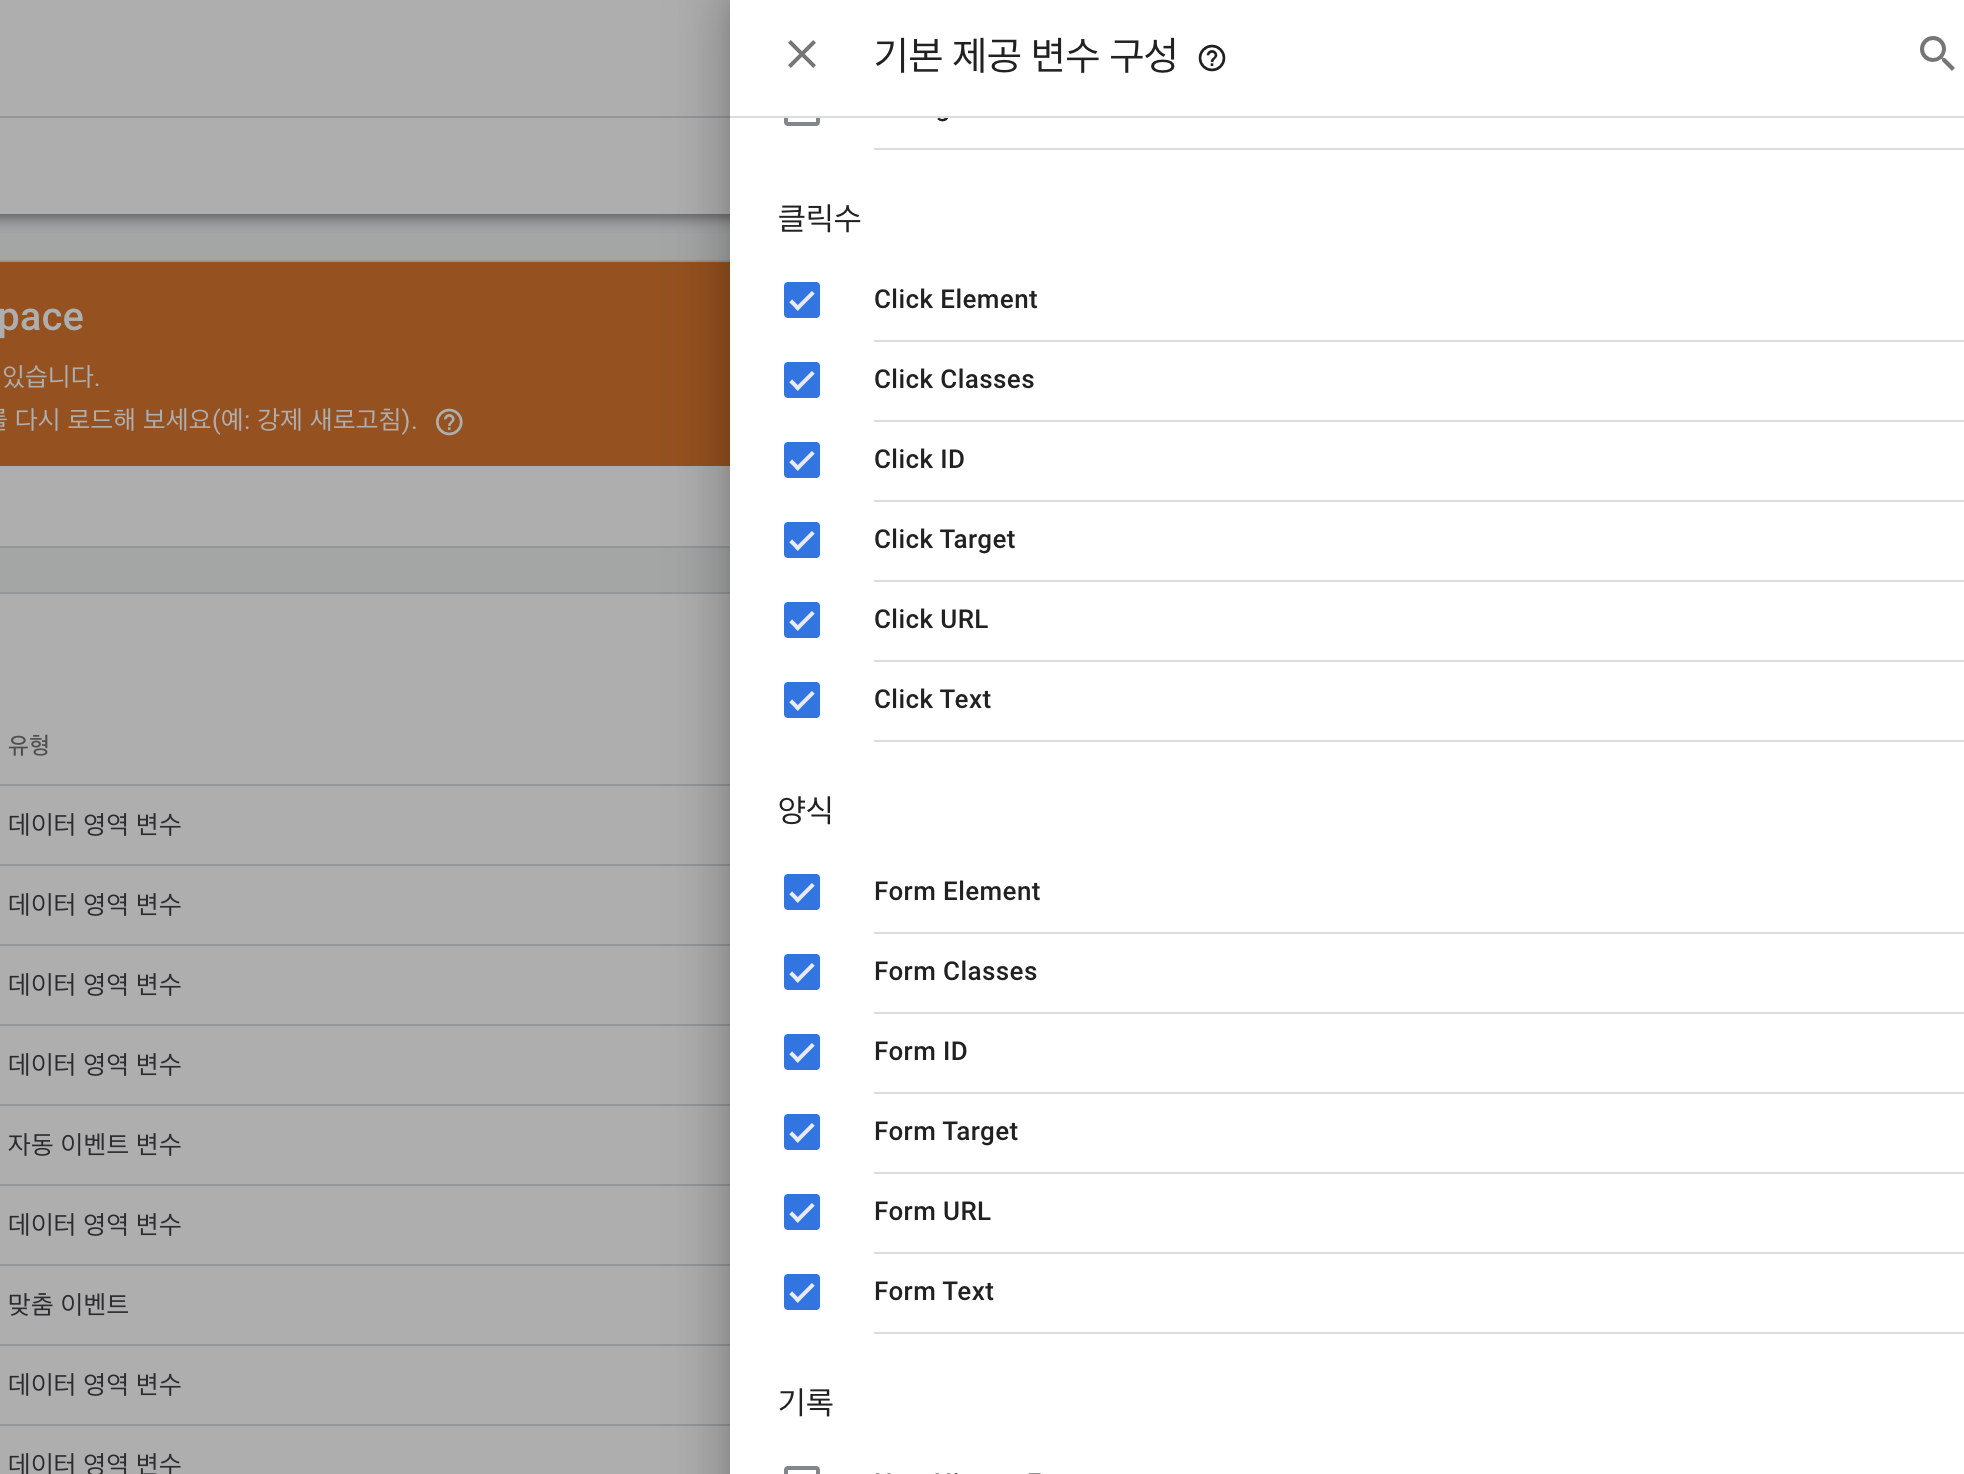 기본 제공 변수 구성
클릭수
Click Element
Click Classes
Click ID
Click Target
Click URL
Click Text
양식
Form Element
Form Classes
Form ID
Form Target
Form URL
Form Text
기록
pace
있습니다.
다시 로드해 보세요(예: 강제 새로고침).
유형
데이터 영역 변수
데이터 영역 변수
데이터 영역 변수
데이터 영역 변수
자동 이벤트 변수
데이터 영역 변수
맞춤 이벤트
데이터 영역 변수
데이터 영역 변수